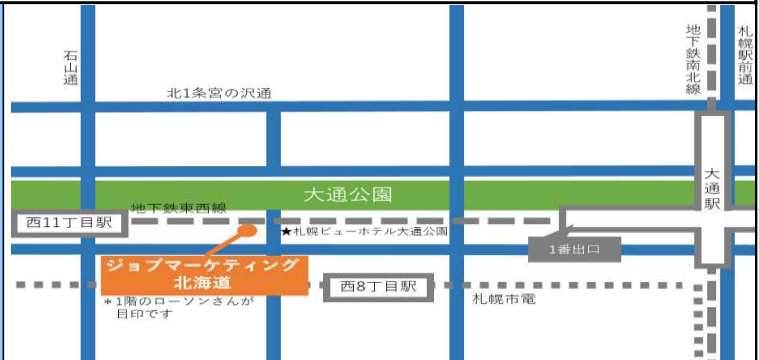 石山通
北1条宮の沢通
地下鉄南北線
札幌駅前通
大通公園
大通駅
地下鉄東西線
西11丁目駅
★札幌ビューホテル大通公園
1番出口
ジョブマーケティング
北海道
西8丁目駅
札幌市電
*1階のローソンさんが
目印です